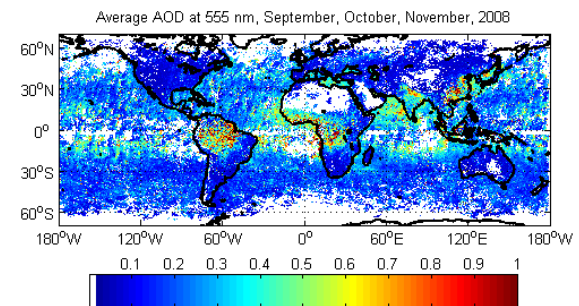 Average AOD at 555 nm, September, October, November, 2008
60°N
30°N
0°
30°S
60°S
180°W 120°W 60°W 0° 60°E 120°E 180°W
0.1 0.2 0.3 0.4 0.5 0.6 0.7 0.8 0.9 1